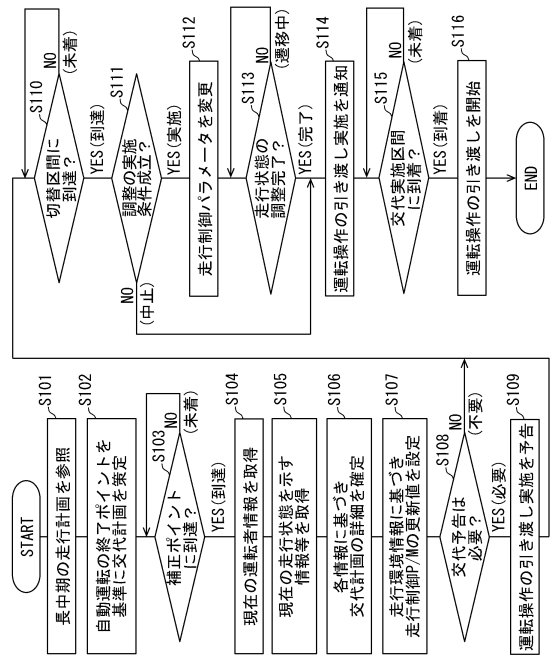 START
S101
長中期の走行計画を参照
S102
自動運転の終了ポイントを
基準に交代計画を策定
S103
補正ポイント
に到達?
NO
(未着)
YES(到達)
S104
現在の運転者情報を取得
S105
現在の走行状態を示す
情報等を取得
S106
各情報に基づき
交代計画の詳細を確定
S107
走行環境情報に基づき
走行制御P/Mの更新値を設定
S108
交代予告は
必要?
NO
(不要)
YES(必要)
S109
運転操作の引き渡し実施を予告
S110
切替区間に
到達?
NO
(未着)
YES(到達)
S111
調整の実施
条件成立?
NO
(中止)
YES(実施)
S112
走行制御パラメータを変更
S113
走行状態の
調整完了?
NO
(遷移中)
YES(完了)
S114
運転操作の引き渡し実施を通知
S115
交代実施区間
に到着?
NO
(未着)
YES(到着)
S116
運転操作の引き渡しを開始
END